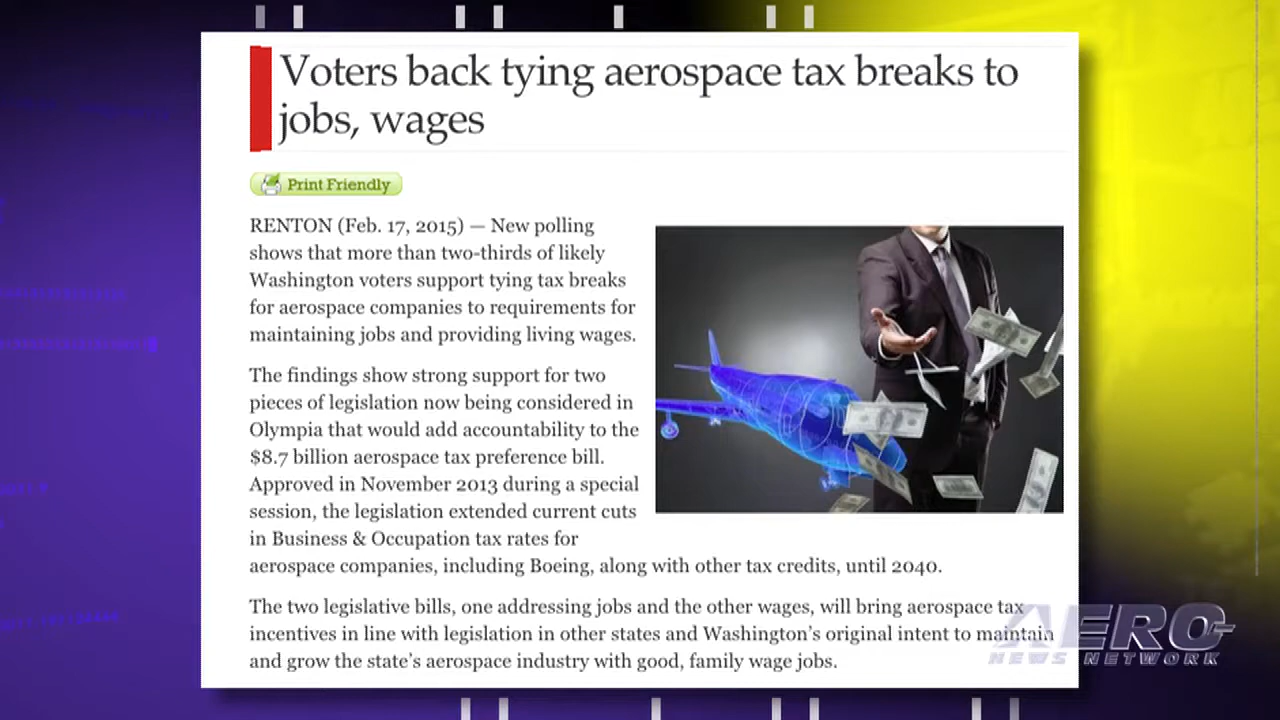 Voters back tying aerospace tax breaks to
jobs, wages
Print Friendly
RENTON (Feb. 17, 2015) — New polling
shows that more than two-thirds of likely
Washington voters support tying tax breaks
for aerospace companies to requirements for
maintaining jobs and providing living wages.
The findings show strong support for two
pieces of legislation now being considered in
Olympia that would add accountability to the
$8.7 billion aerospace tax preference bill.
Approved in November 2013 during a special
session, the legislation extended current cuts
in Business & Occupation tax rates for
aerospace companies, including Boeing, along with other tax credits, until 2040.
The two legislative bills, one addressing jobs and the other wages, will bring aerospace tax
incentives in line with legislation in other states and Washington's original intent to maintain
and grow the state's aerospace industry with good, family wage jobs.
AERO
NEWS NETWORK